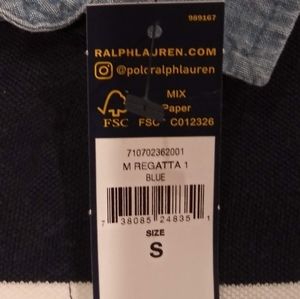 989167
RALPHLAUREN.COM
@poloralphlauren
MIX
Paper
FSC FSC® C012326
710702362001
M REGATTA 1
BLUE
7 38085 24835 1
SIZE
S